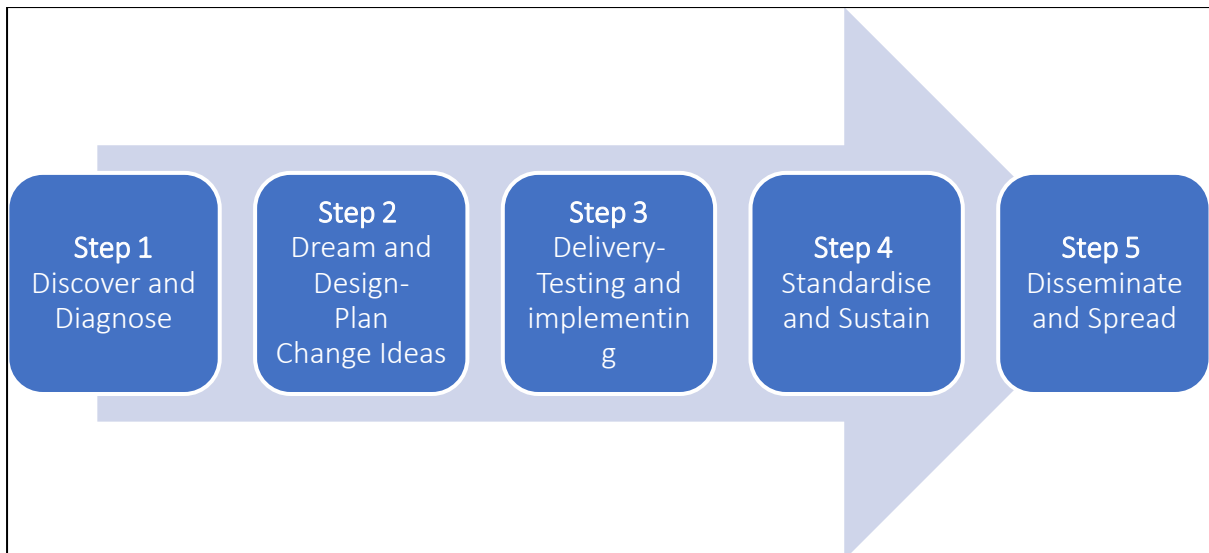 Step 1
Discover and
Diagnose
Step 2
Dream and
Design-
Plan
Change Ideas
Step 3
Delivery-
Testing and
implementin
g
Step 4
Standardise
and Sustain
Step 5
Disseminate
and Spread